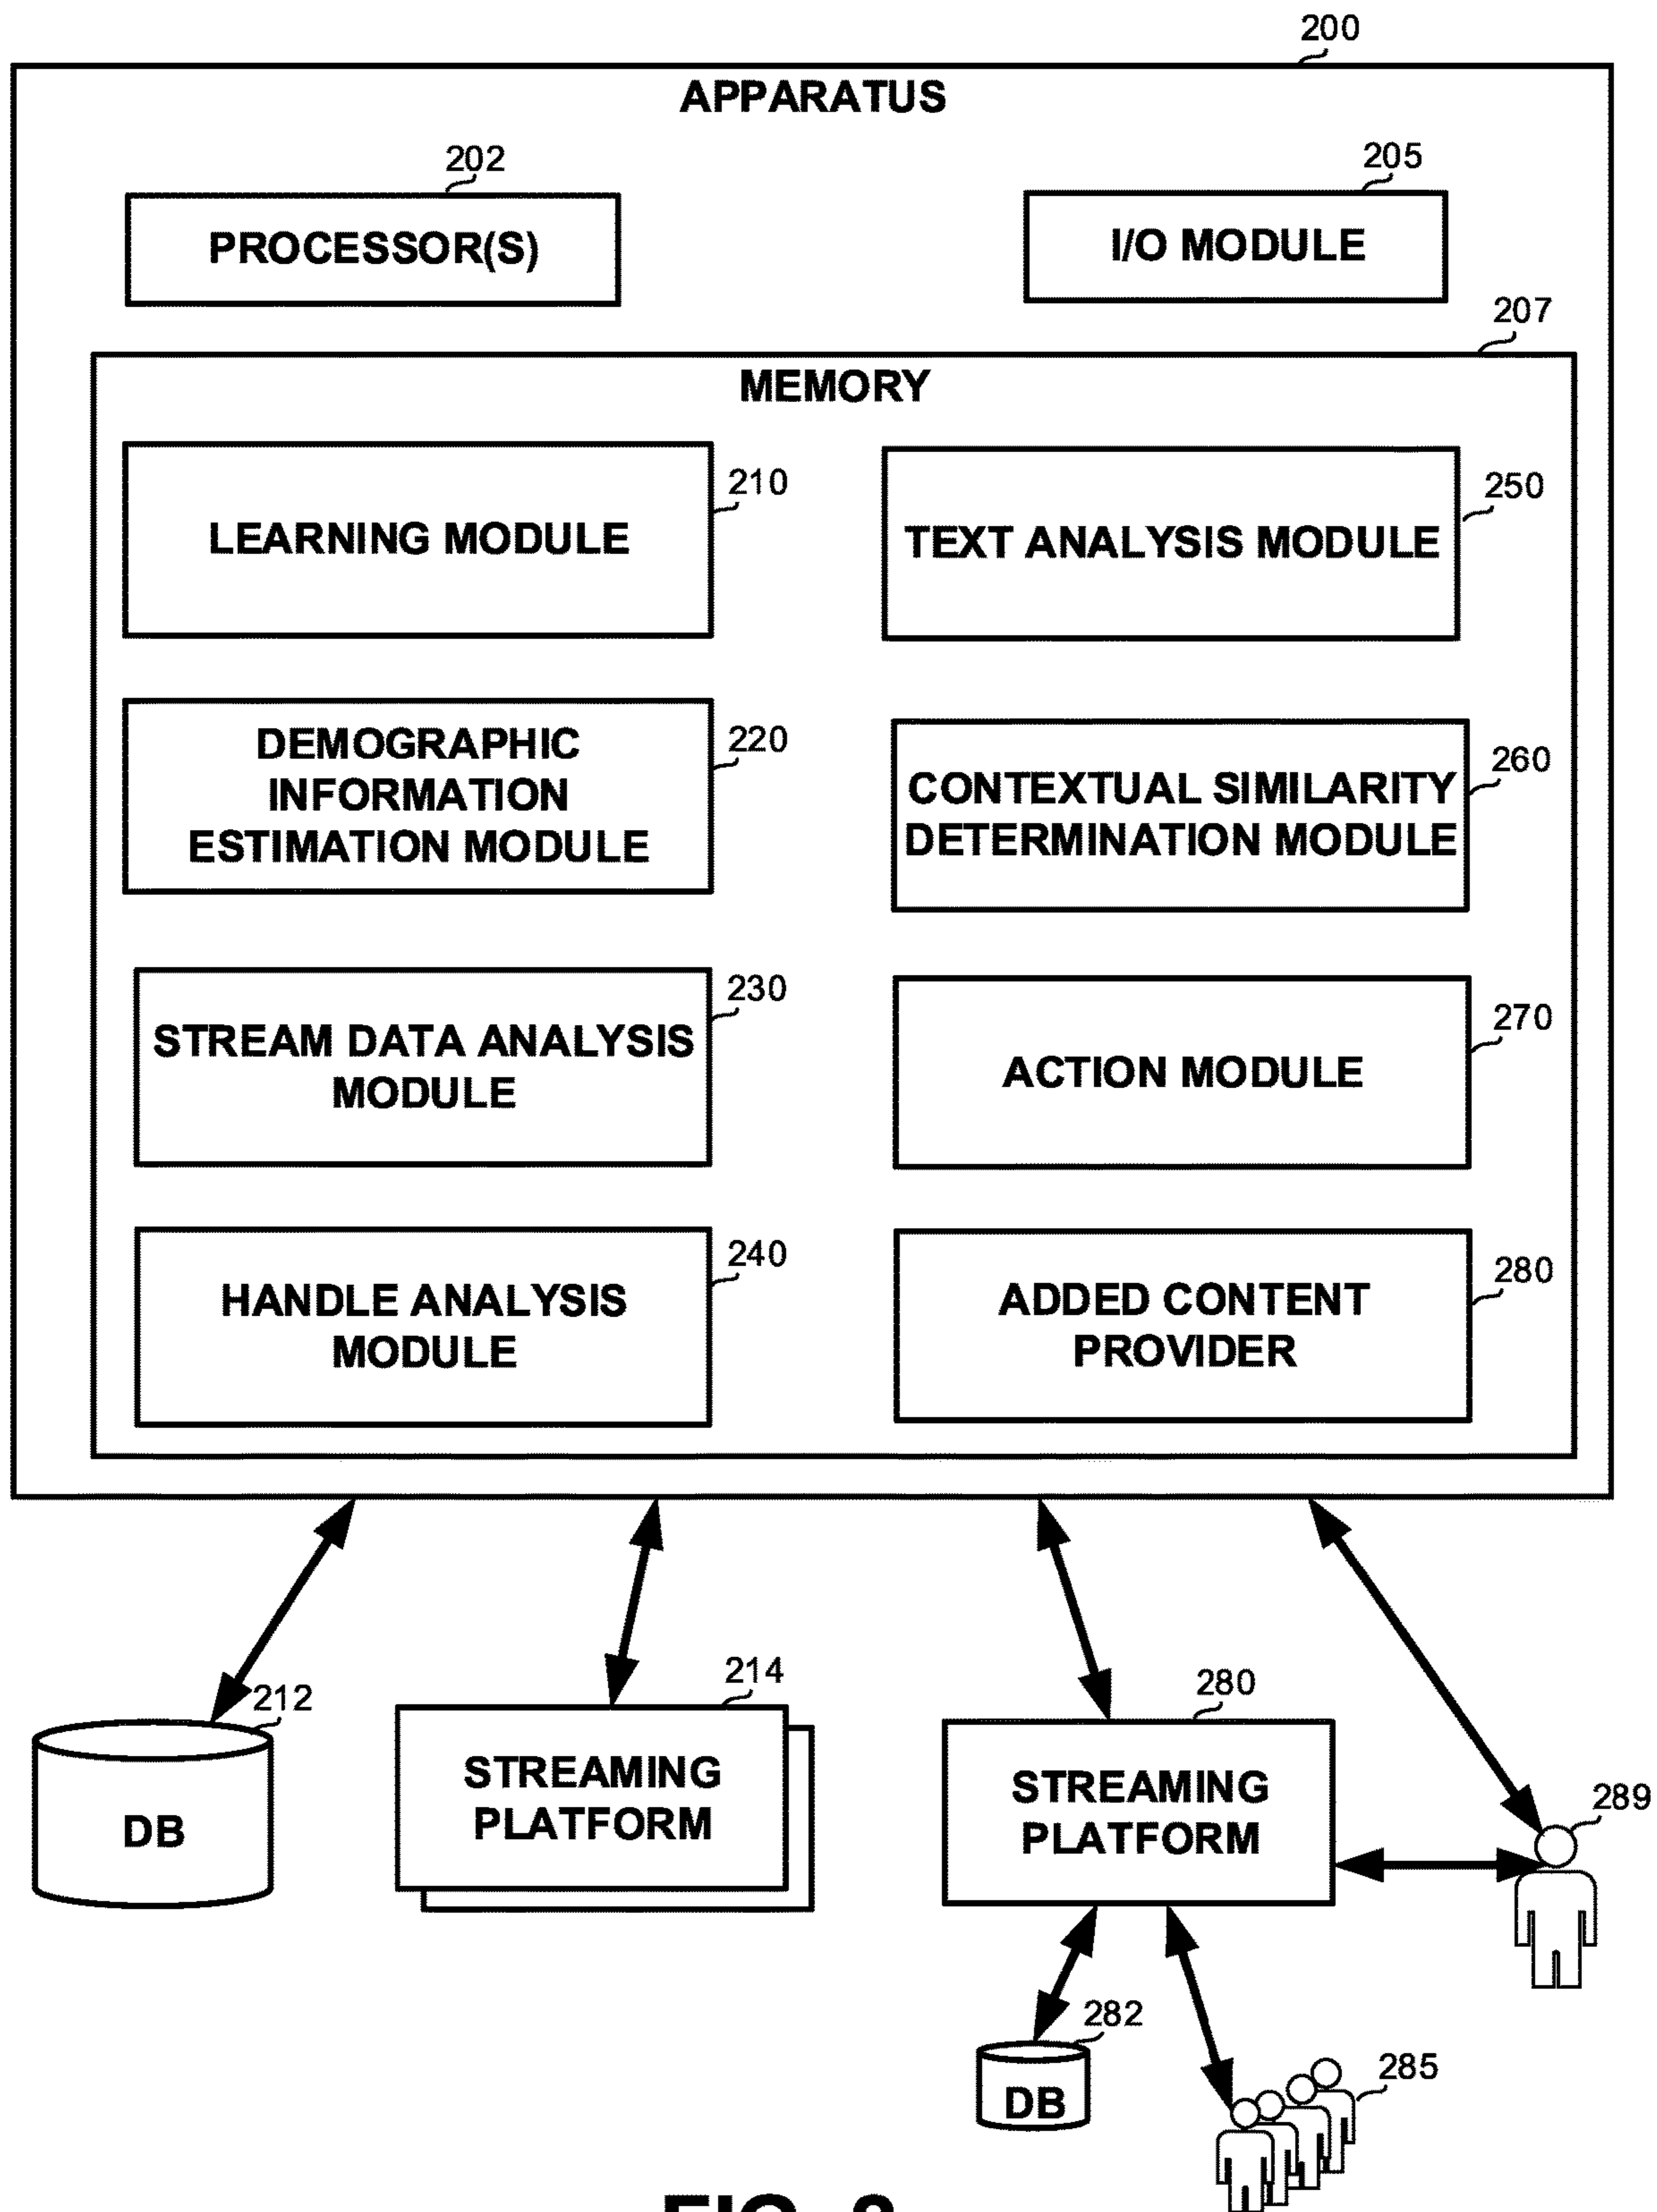 200
APPARATUS
202
205
PROCESSOR(S)
I/O MODULE
207
MEMORY
210
250
LEARNING MODULE
TEXT ANALYSIS MODULE
220
260
DEMOGRAPHIC
INFORMATION
ESTIMATION MODULE
CONTEXTUAL SIMILARITY
DETERMINATION MODULE
230
270
STREAM DATA ANALYSIS
MODULE
ACTION MODULE
240
280
HANDLE ANALYSIS
MODULE
ADDED CONTENT
PROVIDER
212
DB
214
STREAMING
PLATFORM
280
STREAMING
PLATFORM
289
282
DB
285
FIG.